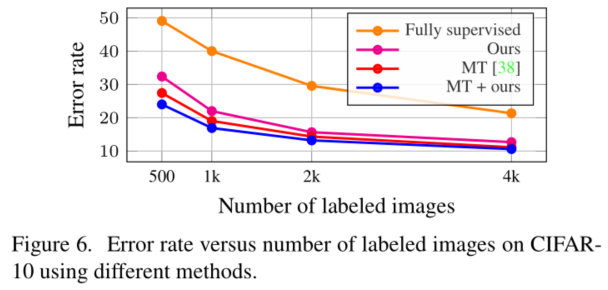 50
40
30
20
10
Error rate
Fully supervised
Ours
MT [38]
MT + ours
500 1k 2k 4k
Number of labeled images
Figure 6. Error rate versus number of labeled images on CIFAR-
10 using different methods.